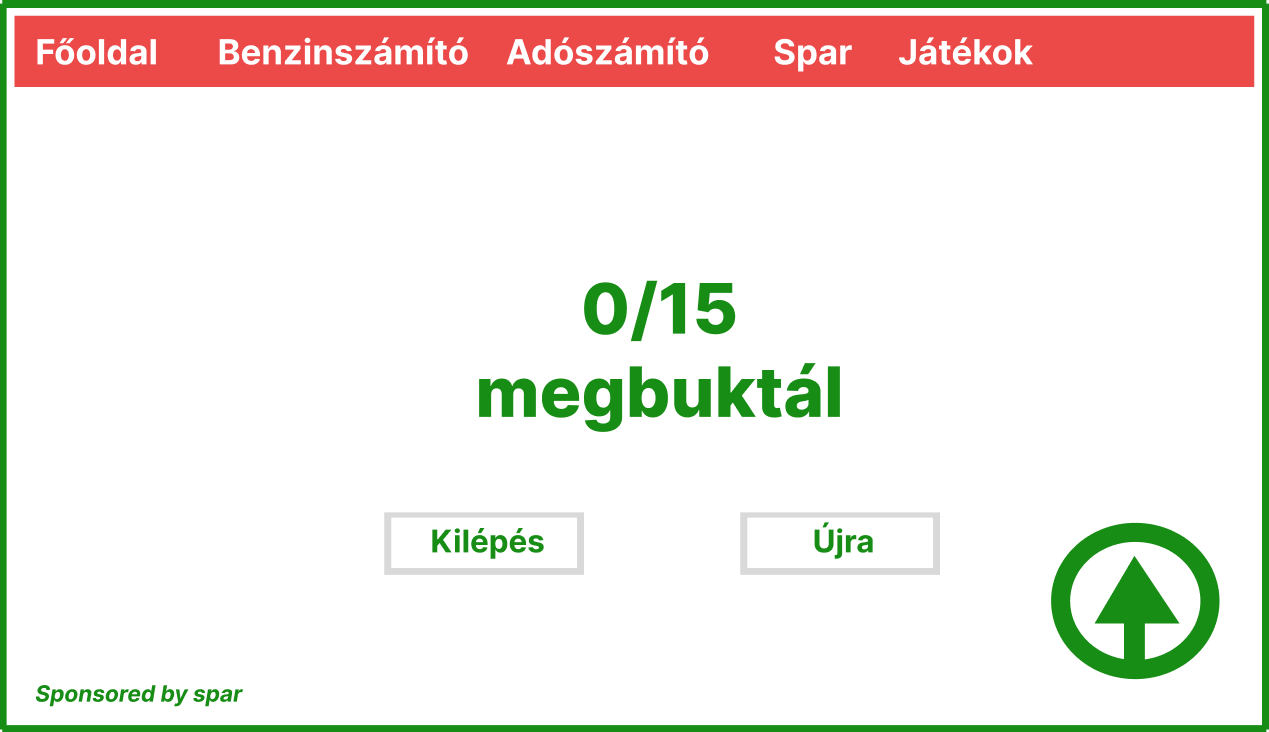 Főoldal Benzinszámító Adószámító Spar Játékok
0/15
megbuktál
Kilépés Újra
Sponsored by spar